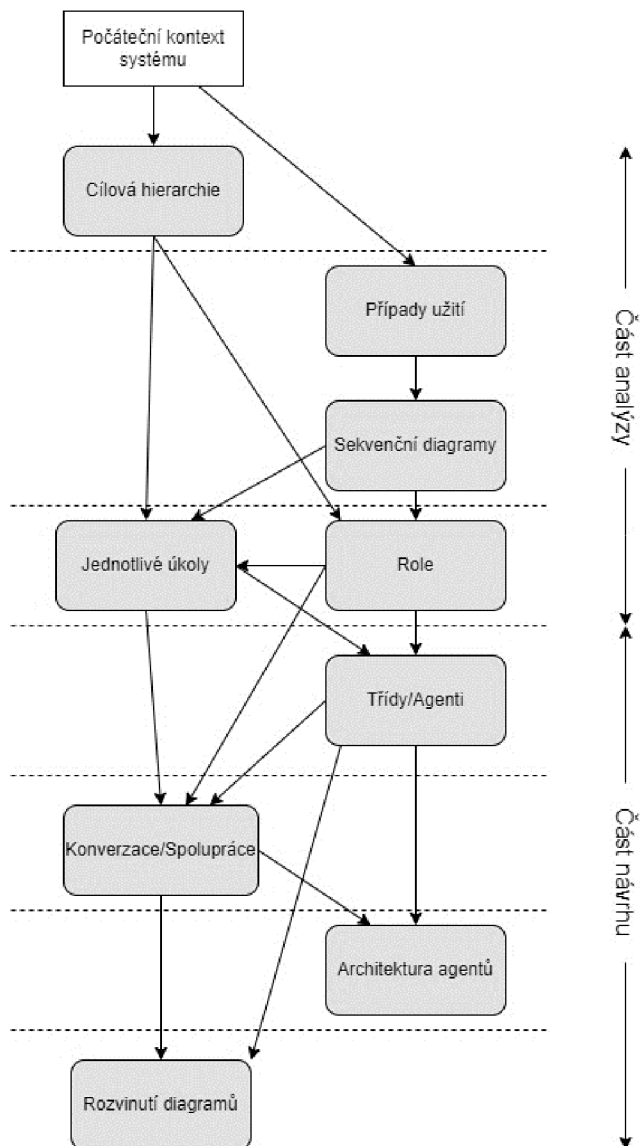 Počáteční kontext
systému
Cílová hierarchie
Případy užití
Část analýzy
Sekvenční diagramy
Jednotlivé úkoly
Role
Třídy/Agenti
Konverzace/Spolupráce
Část návrhu
Architektura agentů
Rozvinutí diagramů